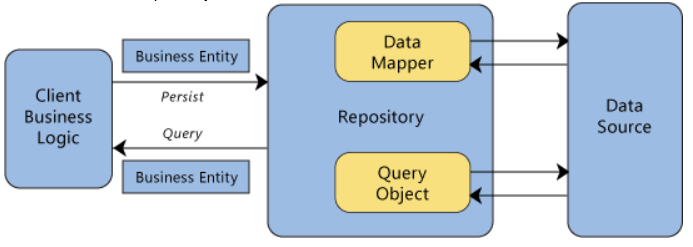 Business Entity
Persist
Client
Business
Logic
Query
Business Entity
Data
Mapper
Repository
Query
Object
Data
Source